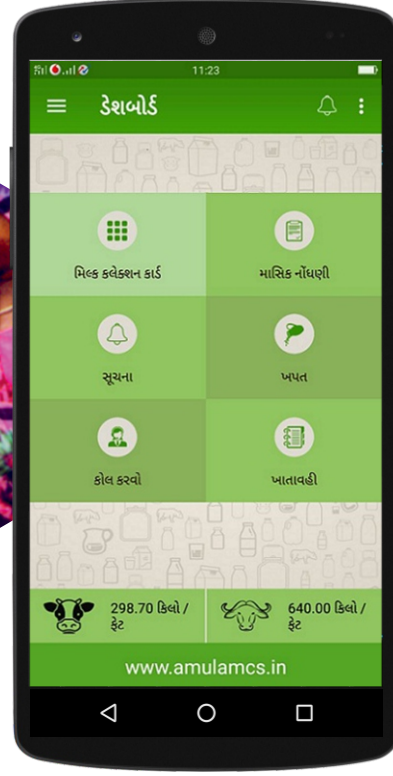 11:23
ડેશબોર્ડ
મિલ્ક કલેક્શન કાર્ડ
માસિક નોંધણી
સૂચના
ખપત
કોલ કરવો
ખાતાવહી
298.70 કિલો /
ફેટ
640.00 કિલો /
ફેટ
www.amulamcs.in